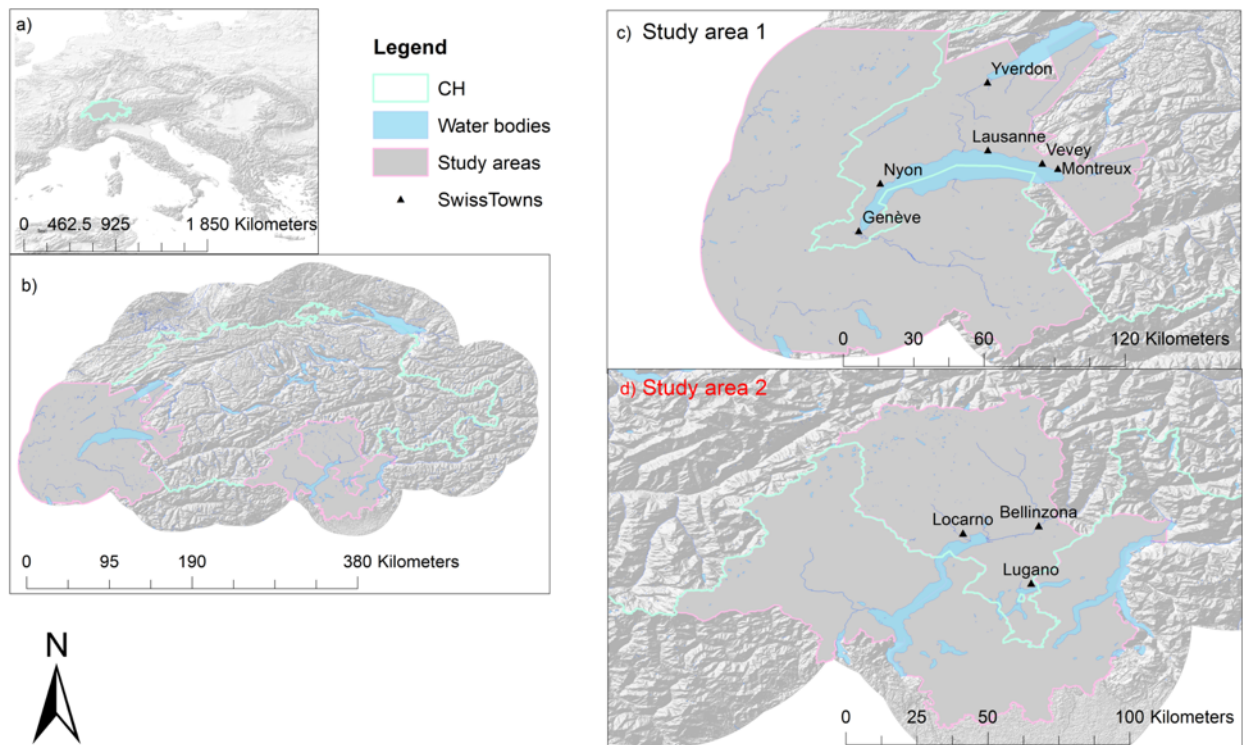 a)
0 462.5 925 1 850 Kilometers
Legend
CH
Water bodies
Study areas
SwissTowns
b)
0 95 190 380 Kilometers
N
c) Study area 1
Yverdon
Lausanne
Vevey
Montreux
Nyon
Genève
0 30 60 120 Kilometers
d) Study area 2
Bellinzona
Locarno
Lugano
0 25 50 100 Kilometers